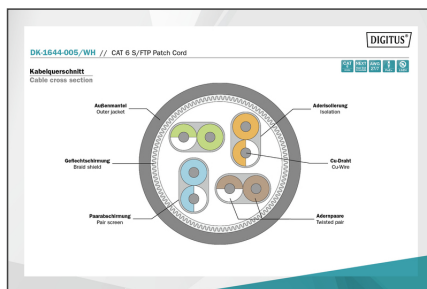 DIGITUS®
DK-1644-005/WH // CAT 6 S/FTP Patch Cord
Kabelquerschnitt
Cable cross section
Außenmantel
Outer jacket
Aderisolierung
Isolation
Geflechtschirmung
Braid shield
Cu-Draht
Cu-Wire
Paarabschirmung
Pair screen
Adernpaare
Twisted pair